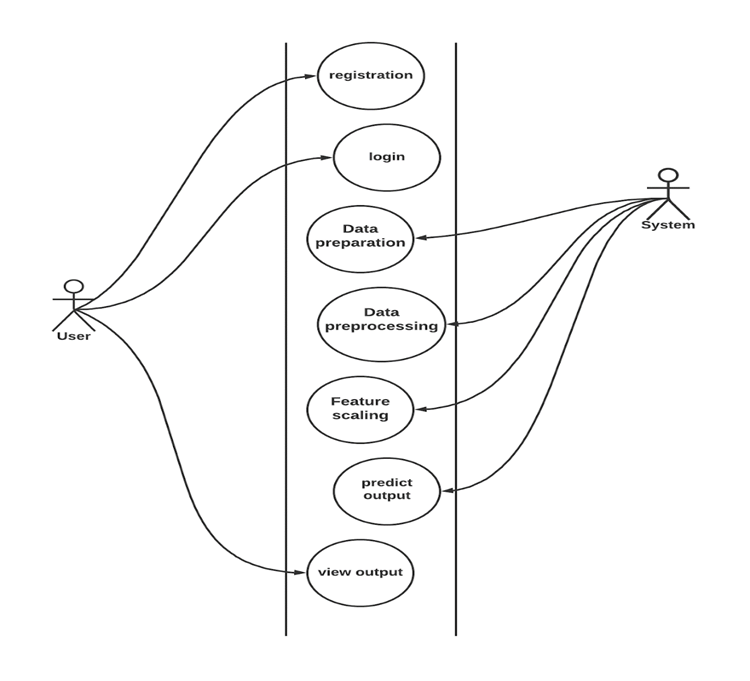 registration
login
Data
preparation
System
Data
preprocessing
User
Feature
scaling
predict
output
view output